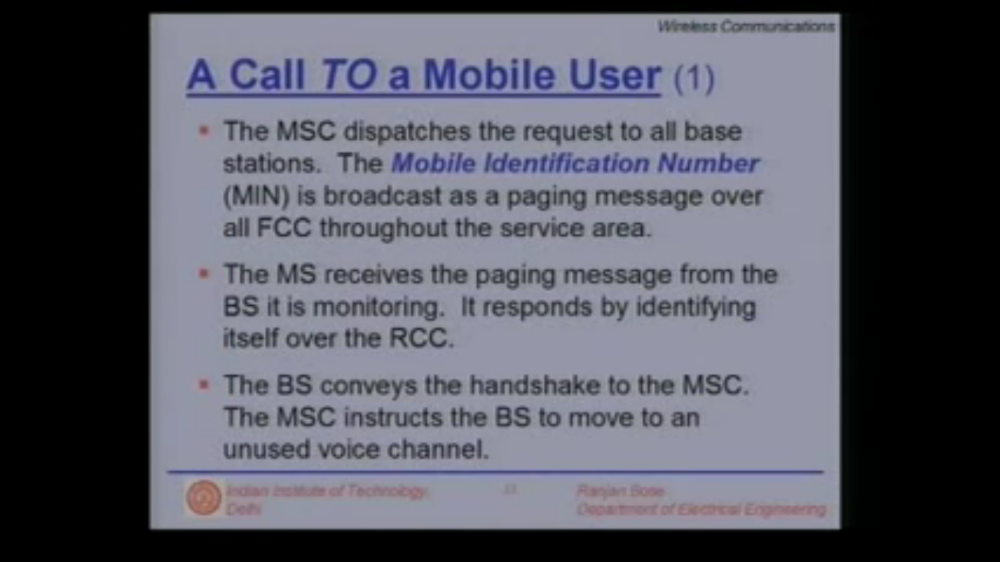 Wireless Communications
A Call TO a Mobile User (1)
▪ The MSC dispatches the request to all base
stations. The Mobile Identification Number
(MIN) is broadcast as a paging message over
all FCC throughout the service area.
▪ The MS receives the paging message from the
BS it is monitoring. It responds by identifying
itself over the RCC.
▪ The BS conveys the handshake to the MSC.
The MSC instructs the BS to move to an
unused voice channel.
Indian Institute of Technology,
Delhi
Ranjan Bose
Department of Electrical Engineering